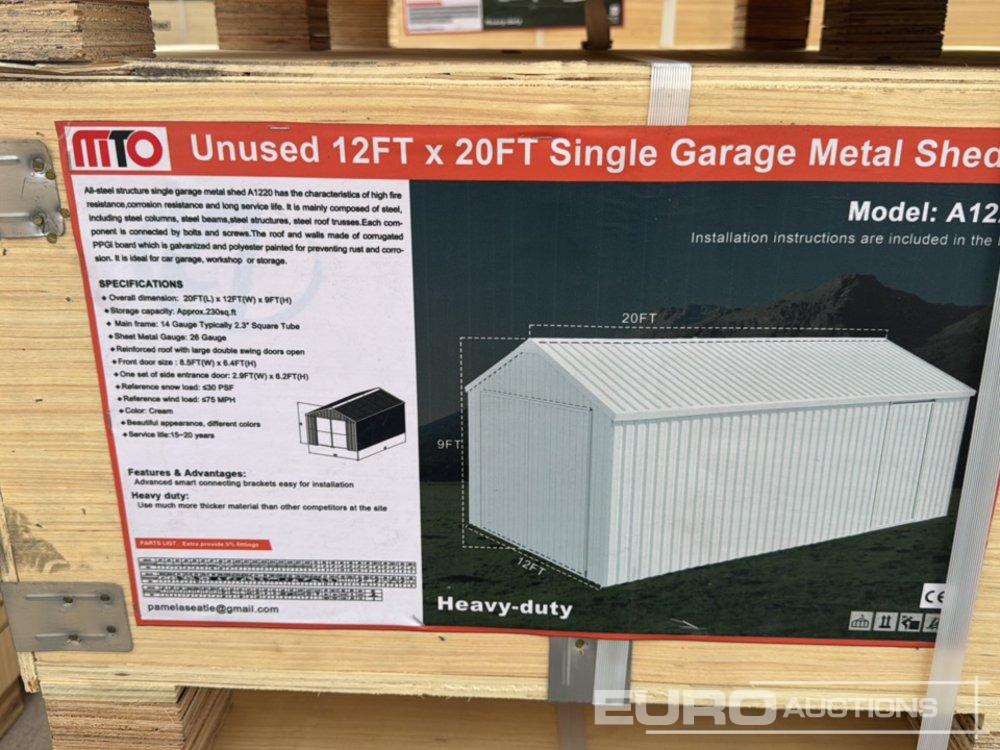 Heavy-duty
MTO
Unused 12FT x 20FT Single Garage Metal Shed
All-steel structure single garage metal shed A1220 has the characteristics of high fire
resistance,corrosion resistance and long service life. It is mainly composed of steel,
including steel columns, steel beams,steel structures, steel roof trusses.Each com-
ponent is connected by bolts and screws.The roof and walls made of corrugated
PPGI board which is galvanized and polyester painted for preventing rust and corro-
sion. It is ideal for car garage, workshop or storage.
SPECIFICATIONS
Overall dimension: 20FT(L) x 12FT(W) x 9FT(H)
Storage capacity: Approx.230sq.ft
Main frame: 14 Gauge Typically 2.3" Square Tube
Sheet Metal Gauge: 26 Gauge
Reinforced roof with large double swing doors open
Front door size : 8.5FT(W) x 6.4FT(H)
One set of side entrance door: 2.9FT(W) x 6.2FT(H)
Reference snow load: ≤30 PSF
Reference wind load: ≤75 MPH
Color: Cream
Beautiful appearance, different colors
Service life:15~20 years
Features & Advantages:
Advanced smart connecting brackets easy for installation
Heavy duty:
Use much more thicker material than other competitors at the site
PARTS LIST : Extra provide 5% fittings
pamelaseatle@gmail.com
Model: A12
Installation instructions are included in the
20FT
9FT
12FT
Heavy-duty
CE
EURO AUCTIONS